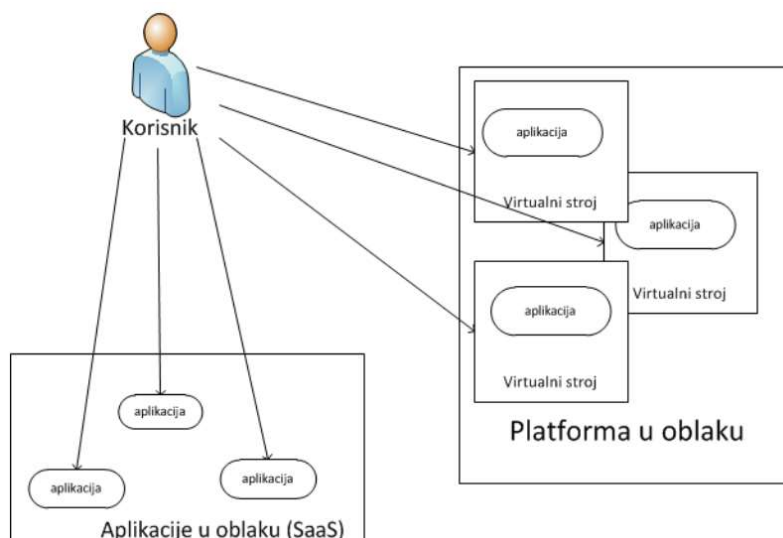 Korisnik
aplikacija
Virtualni stroj
aplikacija
Virtualni stroj
aplikacija
Virtualni stroj
Platforma u oblaku
aplikacija
aplikacija
aplikacija
Aplikacije u oblaku (SaaS)